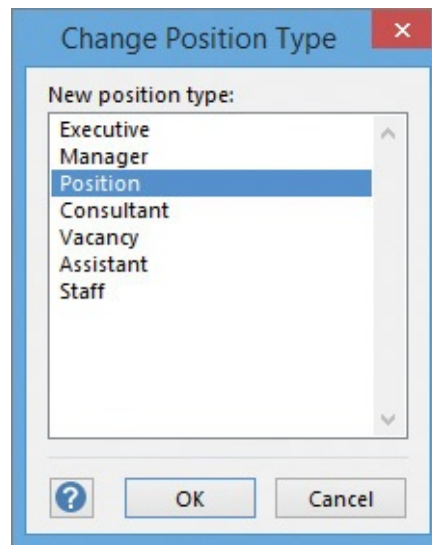 Change Position Type
New position type:
Executive
Manager
Position
Consultant
Vacancy
Assistant
Staff
? OK Cancel